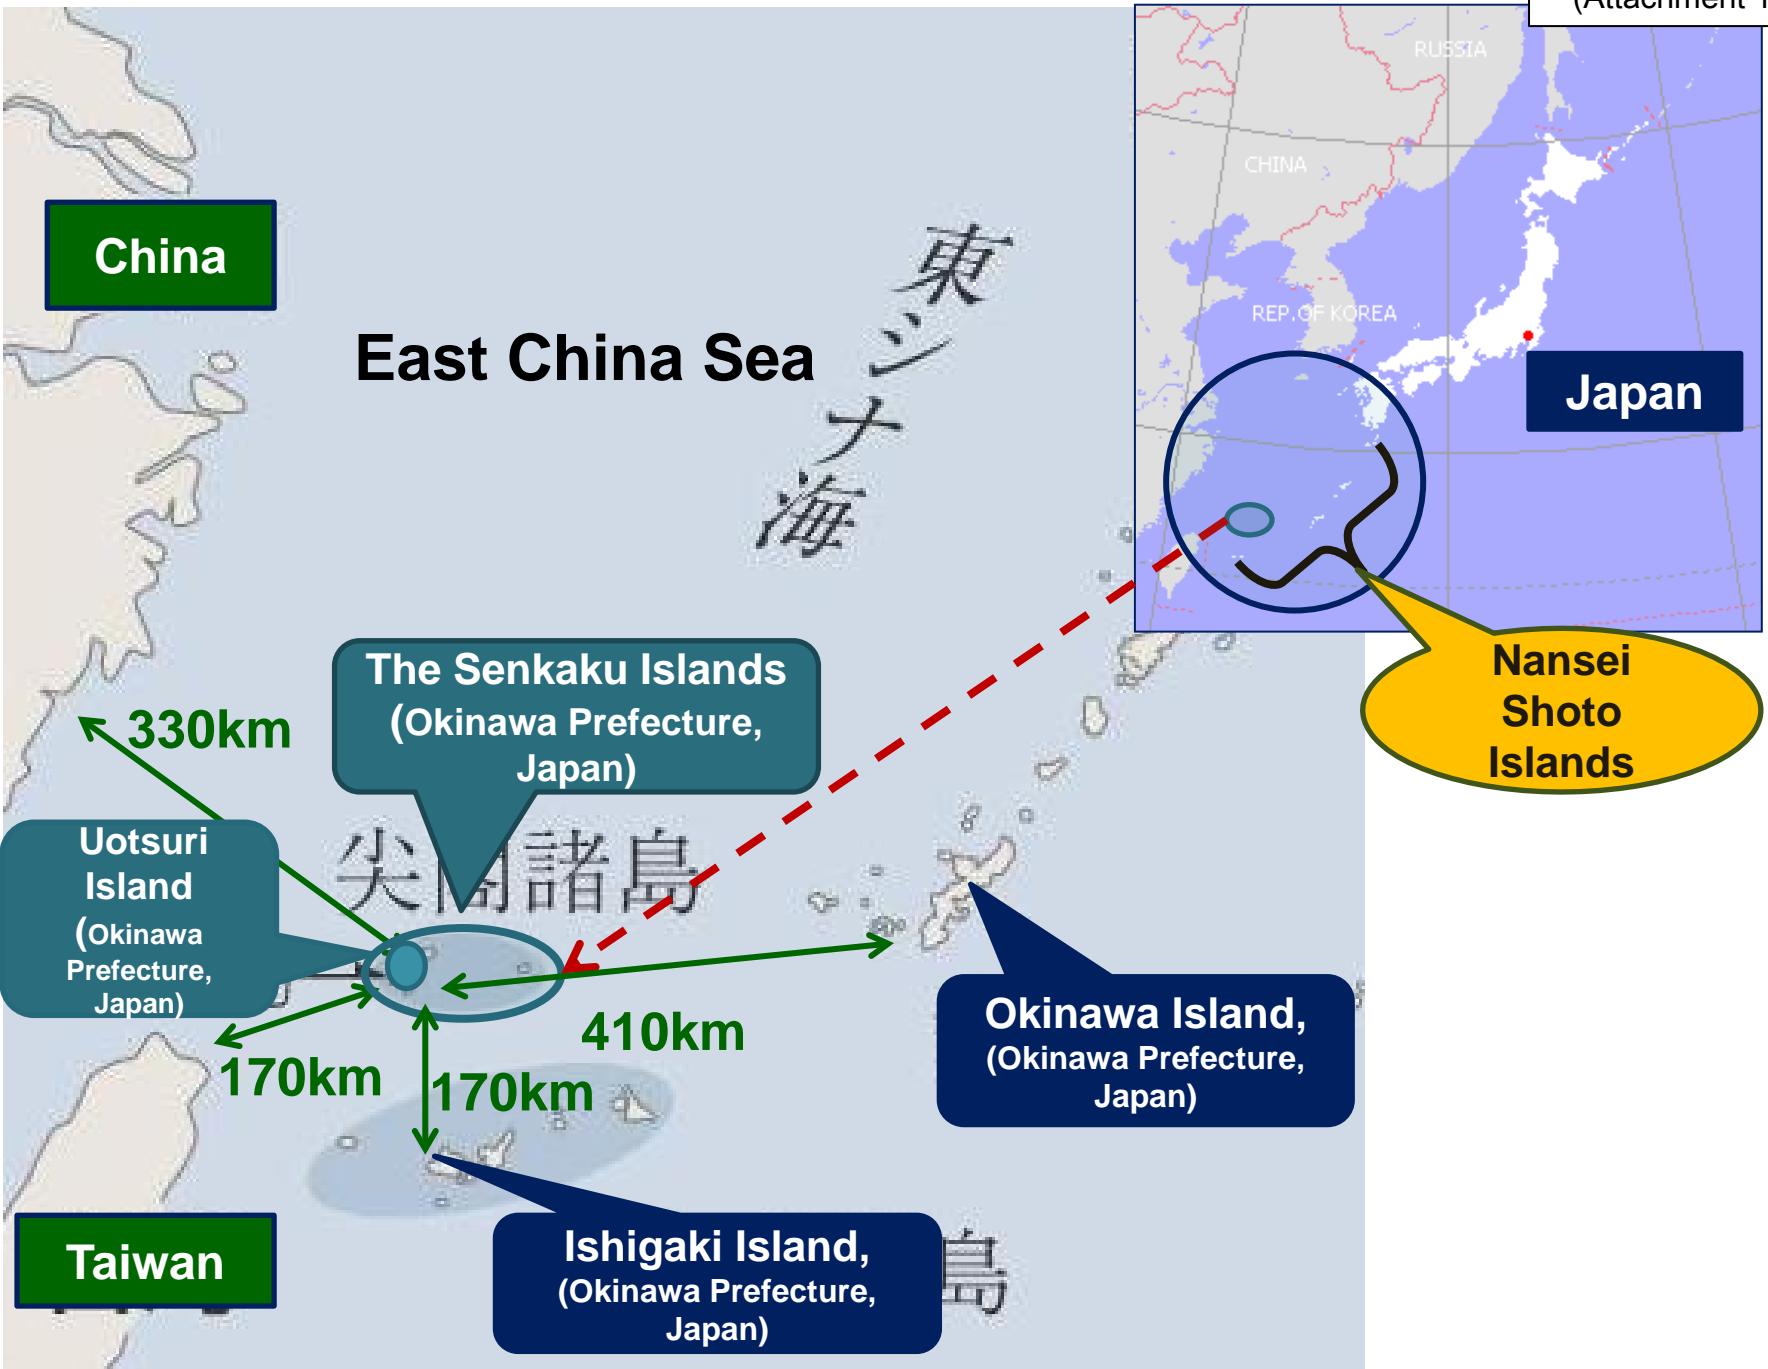 (Attachment
RUSSIA
CHINA
REP.OF KOREA
Japan
Nansei
Shoto
Islands
China
East China Sea
東シナ海
The Senkaku Islands
(Okinawa Prefecture,
Japan)
330km
Uotsuri
Island
(Okinawa
Prefecture,
Japan)
尖閣諸島
410km
170km
170km
Okinawa Island,
(Okinawa Prefecture,
Japan)
Taiwan
Ishigaki Island,
(Okinawa Prefecture,
Japan)
島